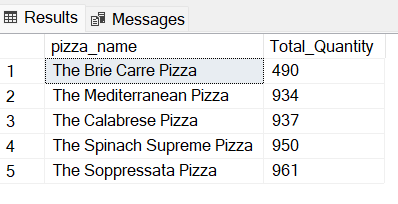 Results Messages
pizza_name Total_Quantity
1 The Brie Carre Pizza 490
2 The Mediterranean Pizza 934
3 The Calabrese Pizza 937
4 The Spinach Supreme Pizza 950
5 The Soppressata Pizza 961